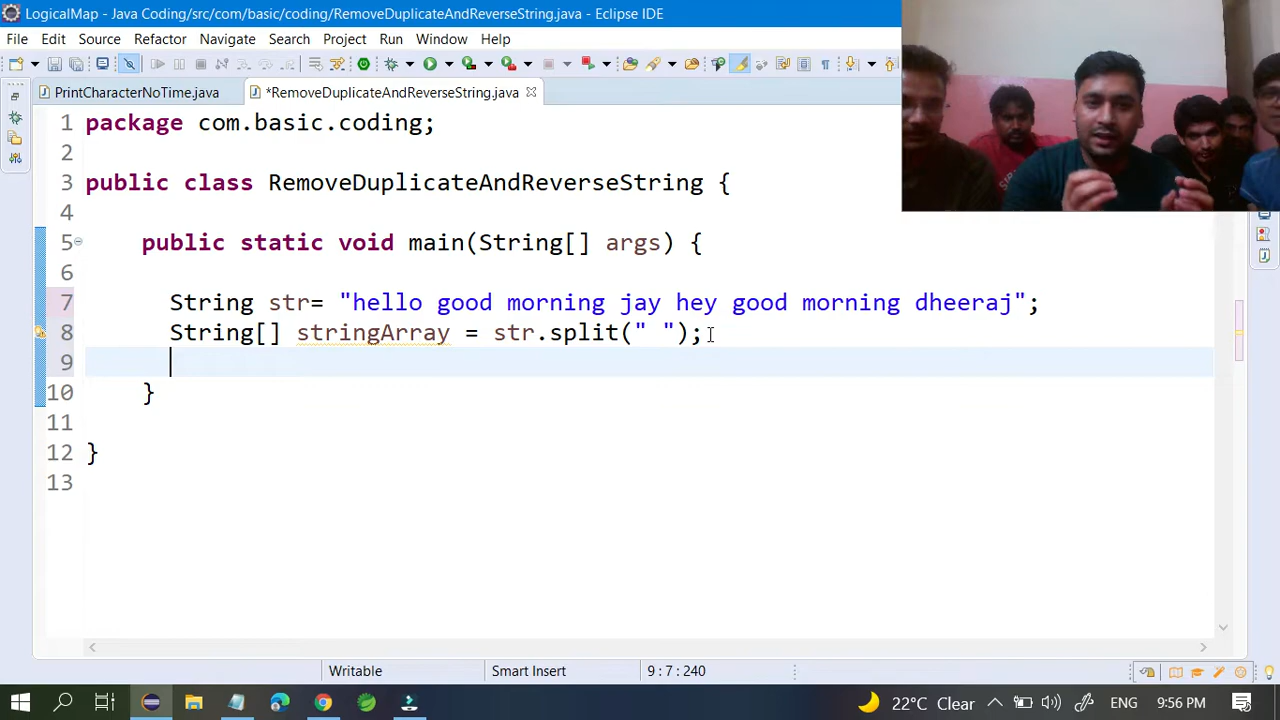 LogicalMap - Java Coding/src/com/basic/coding/RemoveDuplicateAndReverseString.java - Eclipse IDE
File Edit Source Refactor Navigate Search Project Run Window Help
PrintCharacterNoTime.java *RemoveDuplicateAndReverseString.java
1 package com.basic.coding;
2
3 public class RemoveDuplicateAndReverseString {
4
5 public static void main(String[] args) {
6
7 String str= "hello good morning jay hey good morning dheeraj";
8 String[] stringArray = str.split(" ");
9
10 }
11
12 }
13
Writable Smart Insert 9 : 7 : 240
22°C Clear ENG 9:56 PM